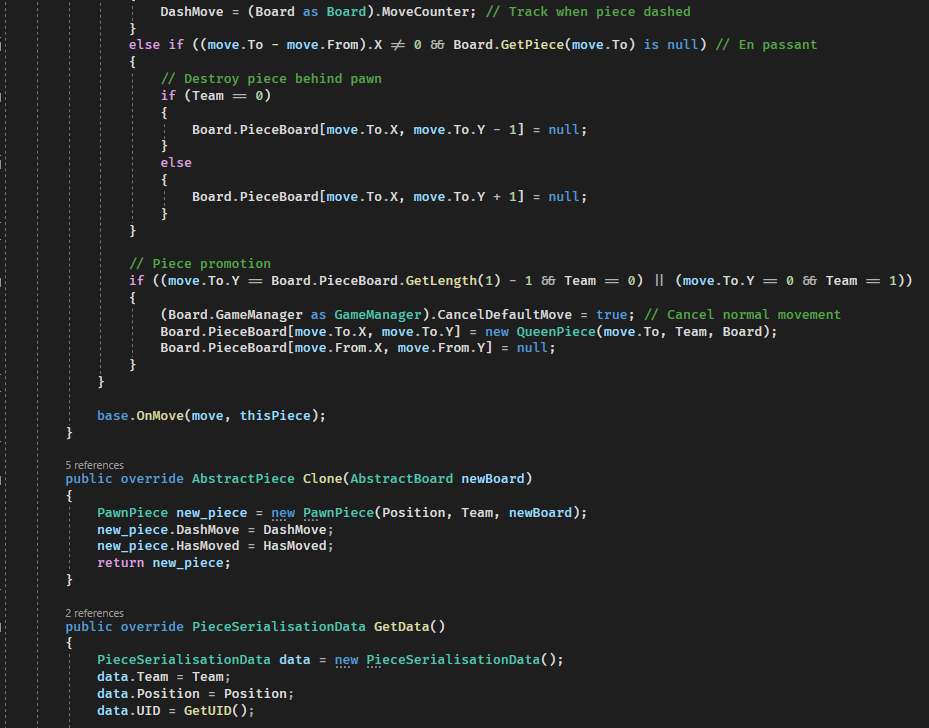 DashMove = (Board as Board).MoveCounter; // Track when piece dashed
}
else if ((move.To - move.From).X ≠ 0 && Board.GetPiece(move.To) is null) // En passant
{
// Destroy piece behind pawn
if (Team == 0)
{
Board.PieceBoard[move.To.X, move.To.Y - 1] = null;
}
else
{
Board.PieceBoard[move.To.X, move.To.Y + 1] = null;
}
}
// Piece promotion
if ((move.To.Y == Board.PieceBoard.GetLength(1) - 1 && Team == 0) || (move.To.Y == 0 && Team == 1))
{
(Board.GameManager as GameManager).CancelDefaultMove = true; // Cancel normal movement
Board.PieceBoard[move.To.X, move.To.Y] = new QueenPiece(move.To, Team, Board);
Board.PieceBoard[move.From.X, move.From.Y] = null;
}
}
base.OnMove(move, thisPiece);
}
5 references
public override AbstractPiece Clone(AbstractBoard newBoard)
{
PawnPiece new_piece = new PawnPiece(Position, Team, newBoard);
new_piece.DashMove = DashMove;
new_piece.HasMoved = HasMoved;
return new_piece;
}
2 references
public override PieceSerialisationData GetData()
{
PieceSerialisationData data = new PieceSerialisationData();
data.Team = Team;
data.Position = Position;
data.UID = GetUID();